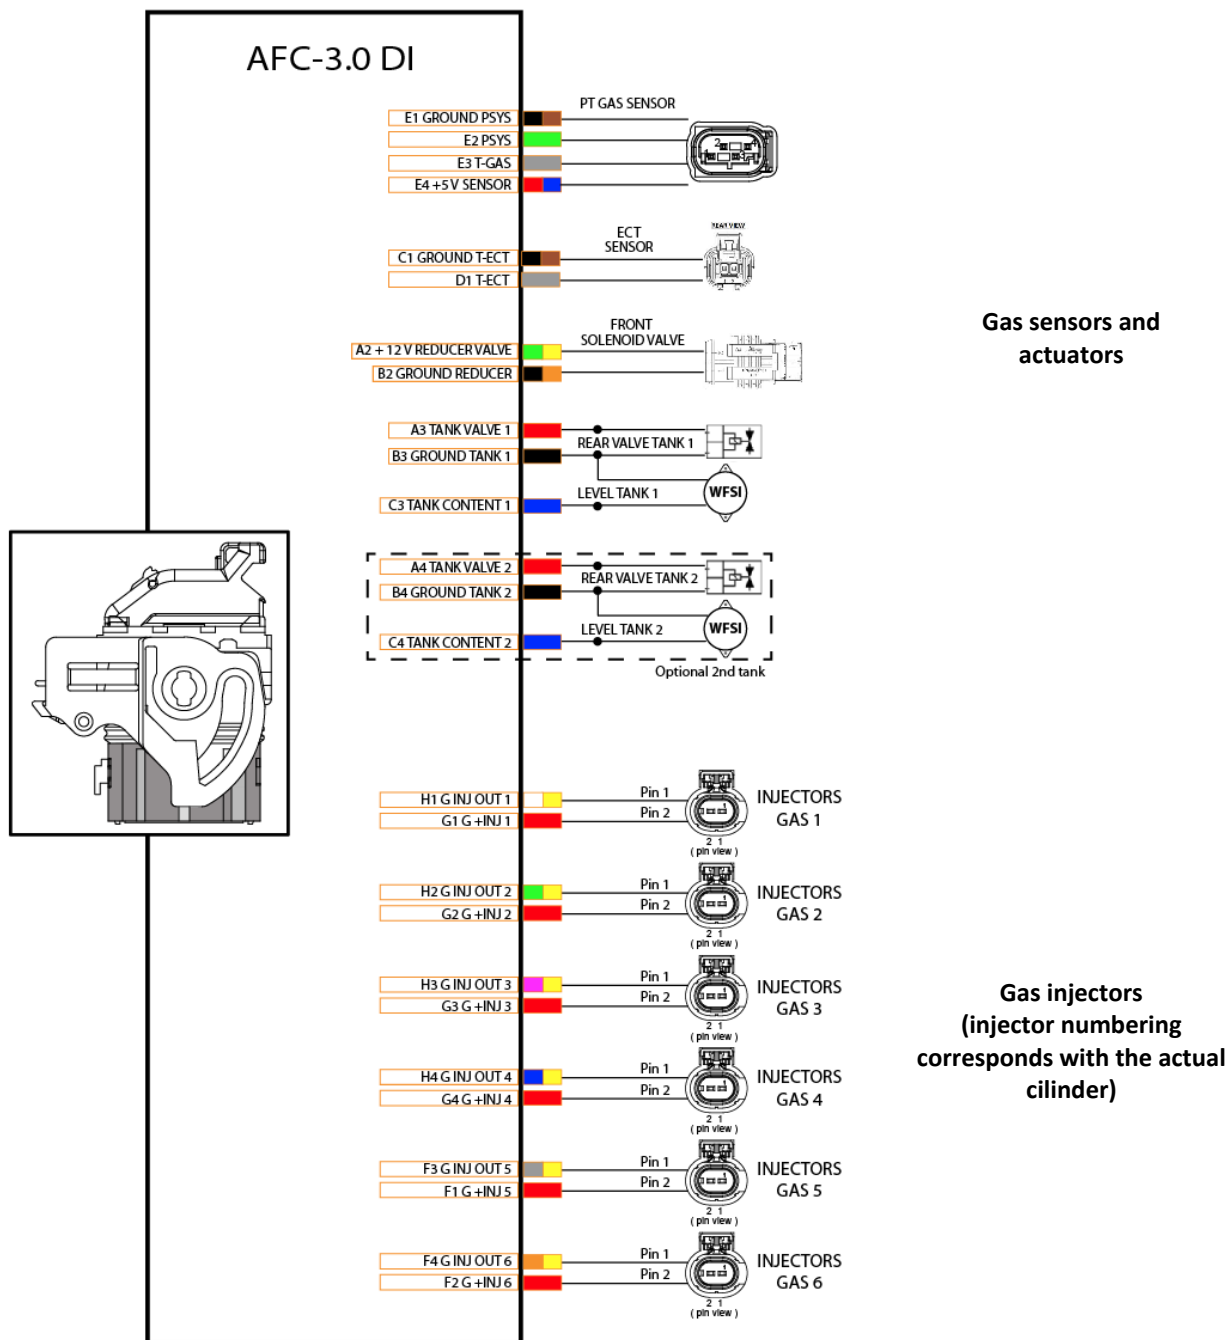 AFC-3.0 DI
PT GAS SENSOR
E1 GROUND PSYS
E2 PSYS
E3 T-GAS
E4 +5 V SENSOR
ECT
SENSOR
REAR VIEW
C1 GROUND T-ECT
D1 T-ECT
FRONT
SOLENOID VALVE
A2 + 12 V REDUCER VALVE
B2 GROUND REDUCER
Gas sensors and
actuators
A3 TANK VALVE 1
REAR VALVE TANK 1
B3 GROUND TANK 1
WFSI
LEVEL TANK 1
C3 TANK CONTENT 1
A4 TANK VALVE 2
REAR VALVE TANK 2
B4 GROUND TANK 2
WFSI
LEVEL TANK 2
C4 TANK CONTENT 2
Optional 2nd tank
H1 G INJ OUT 1
Pin 1
G1 G +INJ 1
Pin 2
INJECTORS
GAS 1
2 1
( pin view )
H2 G INJ OUT 2
Pin 1
G2 G +INJ 2
Pin 2
INJECTORS
GAS 2
2 1
( pin view )
H3 G INJ OUT 3
Pin 1
G3 G +INJ 3
Pin 2
INJECTORS
GAS 3
2 1
( pin view )
Gas injectors
(injector numbering
corresponds with the actual
cilinder)
H4 G INJ OUT 4
Pin 1
G4 G +INJ 4
Pin 2
INJECTORS
GAS 4
2 1
( pin view )
F3 G INJ OUT 5
Pin 1
F1 G +INJ 5
Pin 2
INJECTORS
GAS 5
2 1
( pin view )
F4 G INJ OUT 6
Pin 1
F2 G +INJ 6
Pin 2
INJECTORS
GAS 6
2 1
( pin view )